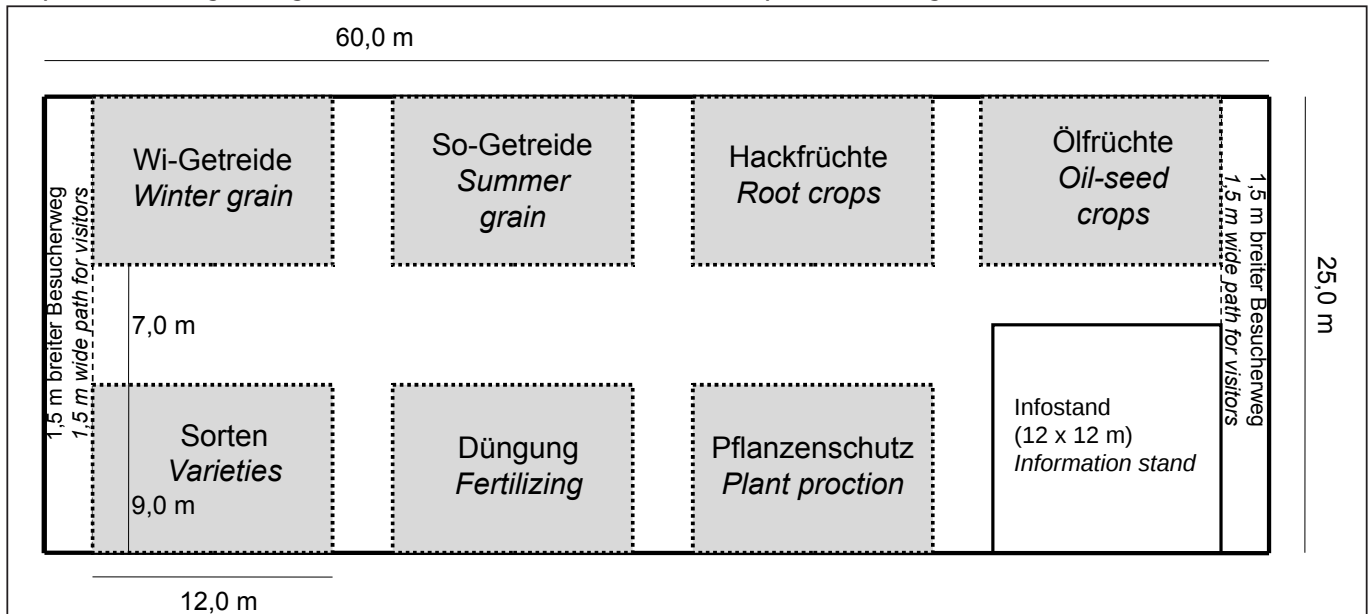 60,0 m
Wi-Getreide
Winter grain
So-Getreide
Summer
grain
Hackfrüchte
Root crops
Ölfrüchte
Oil-seed
crops
1,5 m breiter Besucherweg
1,5 m wide path for visitors
1,5 m breiter Besucherweg
1,5 m wide path for visitors
25,0 m
7,0 m
Sorten
Varieties
9,0 m
Düngung
Fertilizing
Pflanzenschutz
Plant proction
Infostand
(12 x 12 m)
Information stand
12,0 m